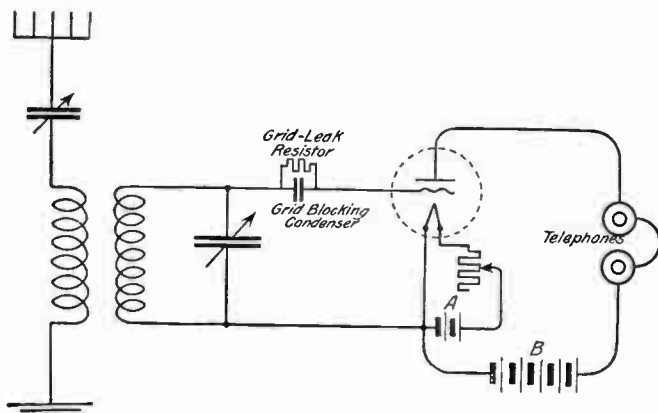 Grid-Leak
Resistor
Grid Blocking
Condenser
Telephones
A
B